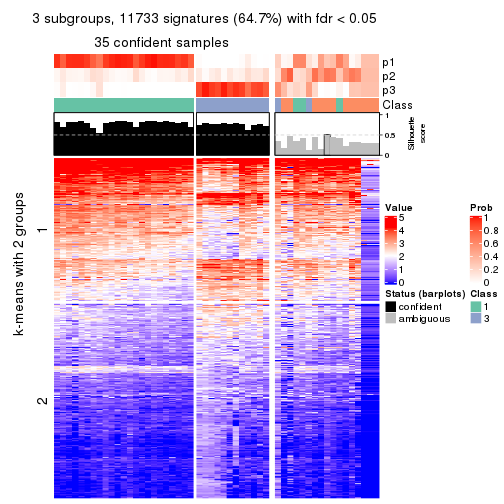 3 subgroups, 11733 signatures (64.7%) with fdr < 0.05
35 confident samples
p1
p2
p3
Class
1
0.5
0
Silhouette
score
k-means with 2 groups
1
2
Value
5
4
3
2
1
0
Prob
1
0.8
0.6
0.4
0.2
0
Status (barplots)
confident
ambiguous
Class
1
3